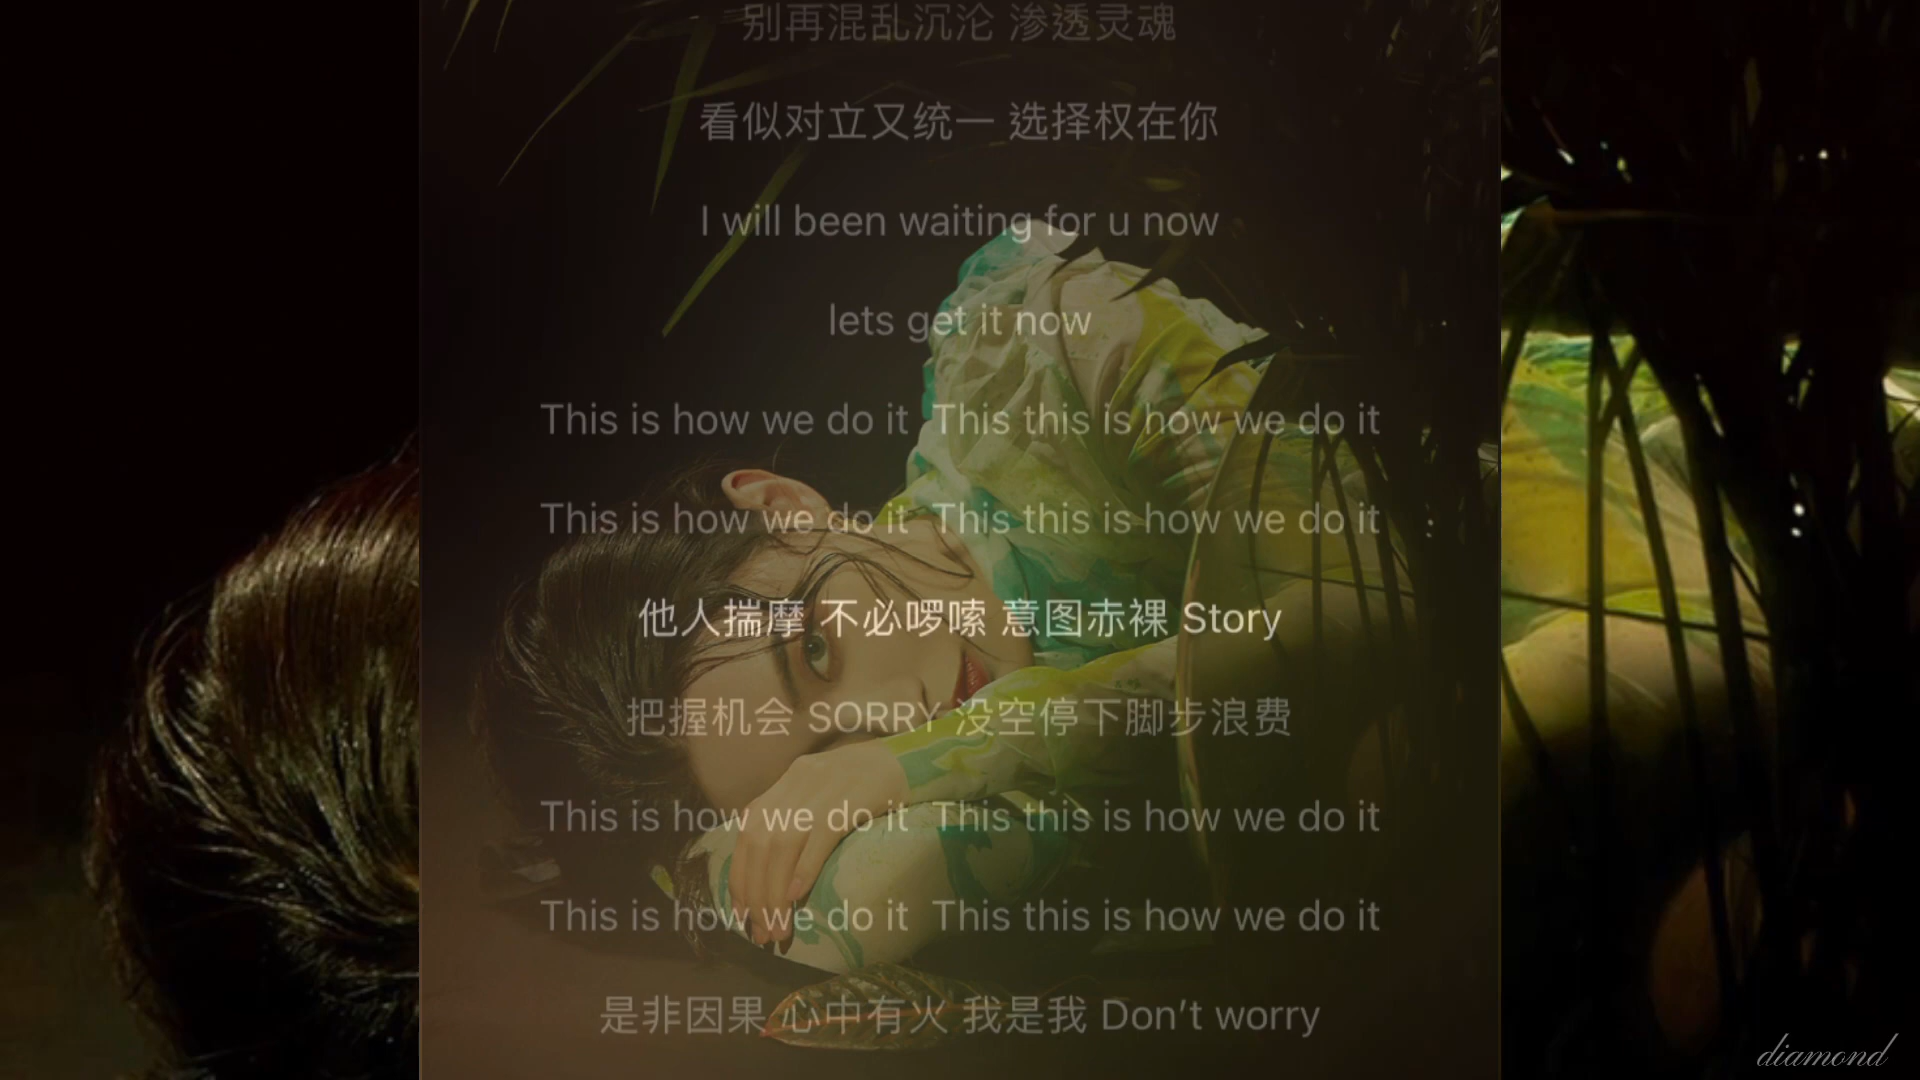 别再混乱沉沦 渗透灵魂
看似对立又统一 选择权在你
I will been waiting for u now
lets get it now
This is how we do it  This this is how we do it
This is how we do it  This this is how we do it
他人揣摩 不必啰嗦 意图赤裸 Story
把握机会 SORRY 没空停下脚步浪费
This is how we do it  This this is how we do it
This is how we do it  This this is how we do it
是非因果 心中有火 我是我 Don't worry
diamond